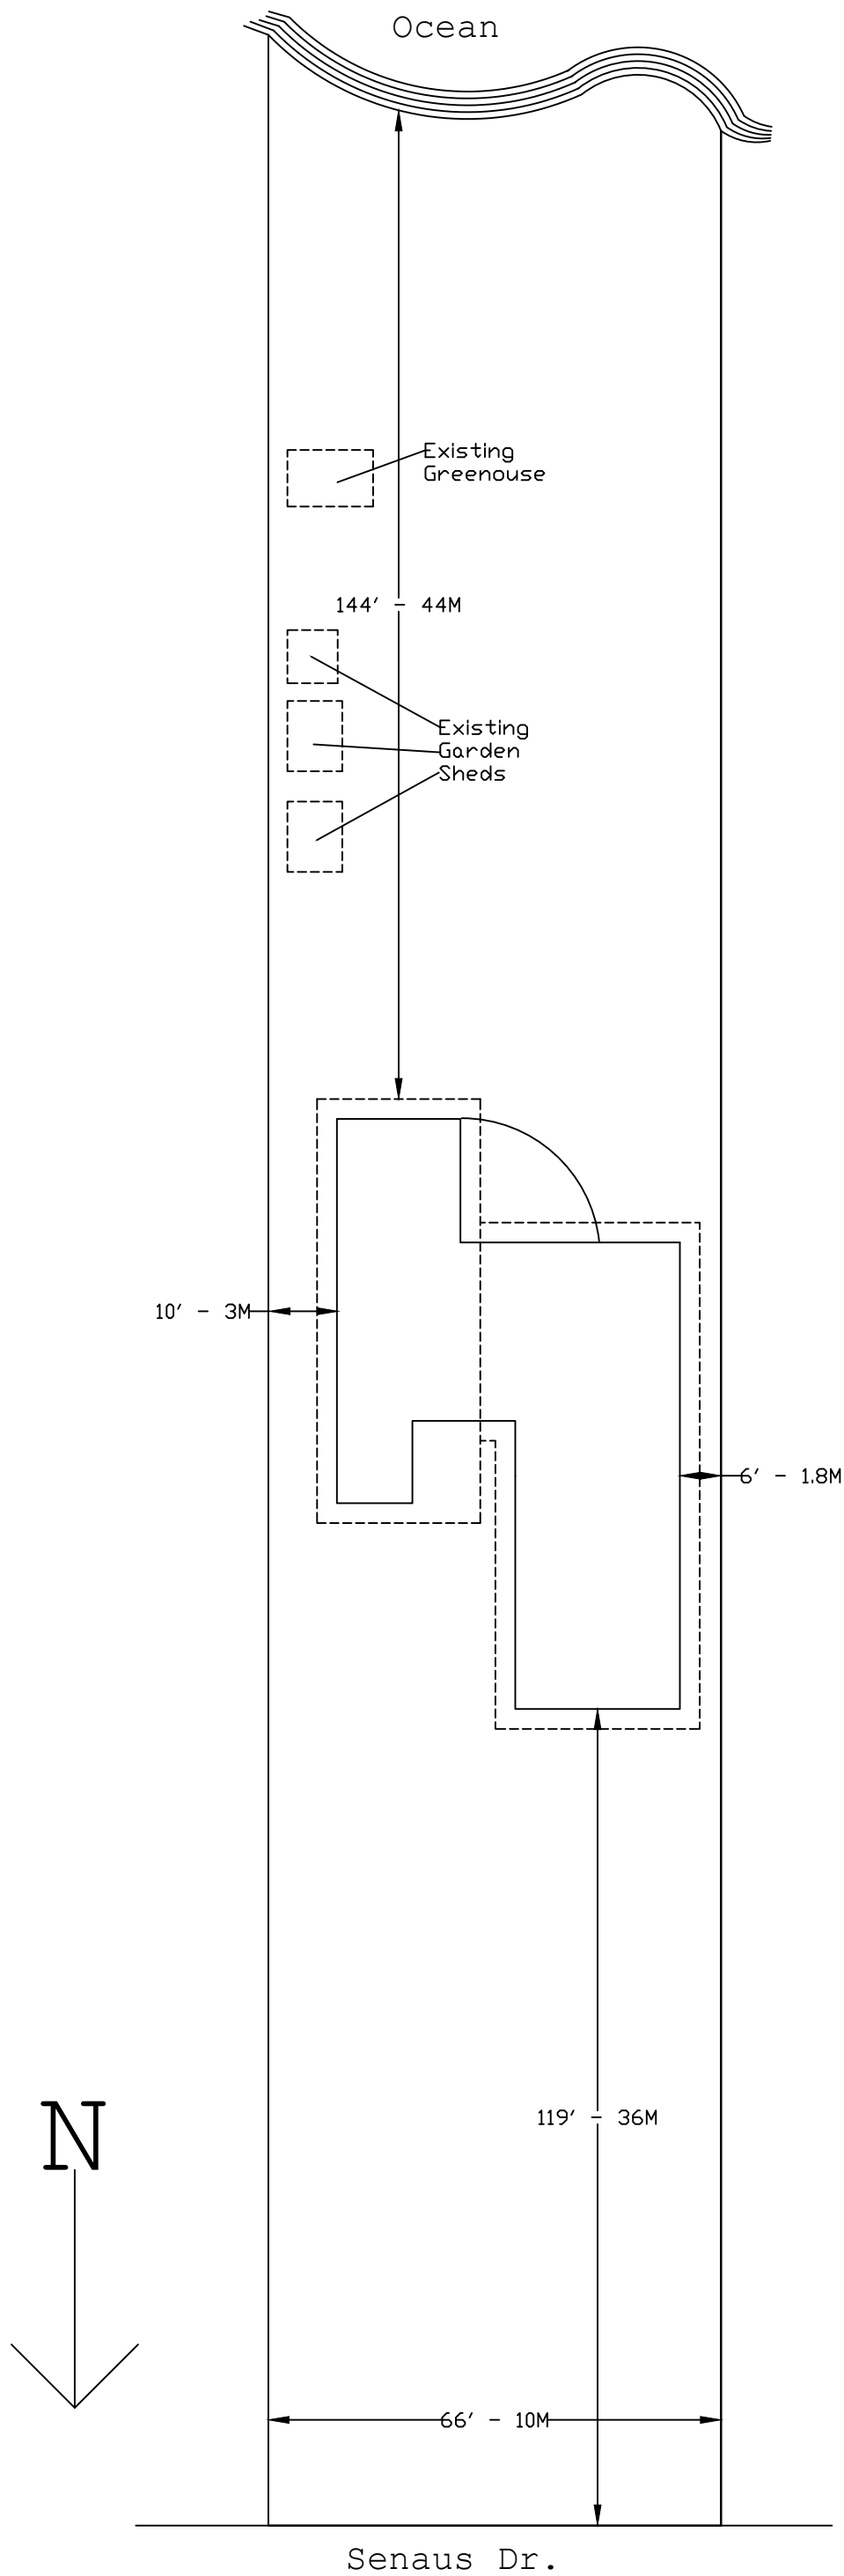 Ocean
Existing
Greenouse
144′ - 44M
Existing
Garden
Sheds
10′ - 3M
6′ - 1.8M
119′ - 36M
N
66′ - 10M
Senaus Dr.